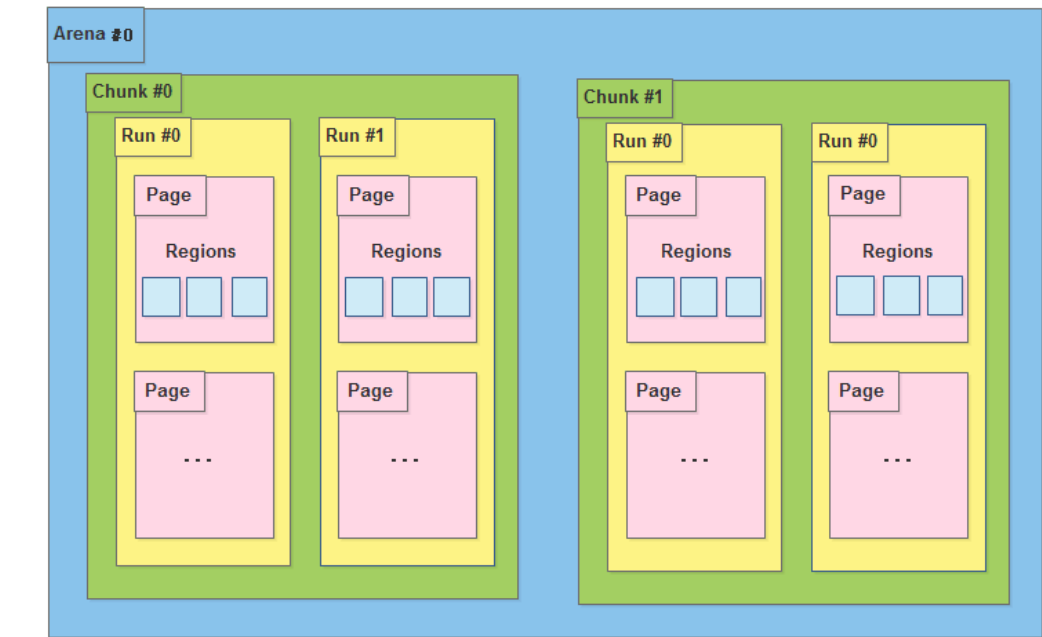 Arena #0
Chunk #0
Run #0
Page
Regions
Page
...
Run #1
Page
Regions
Page
...
Chunk #1
Run #0
Page
Regions
Page
...
Run #0
Page
Regions
Page
...